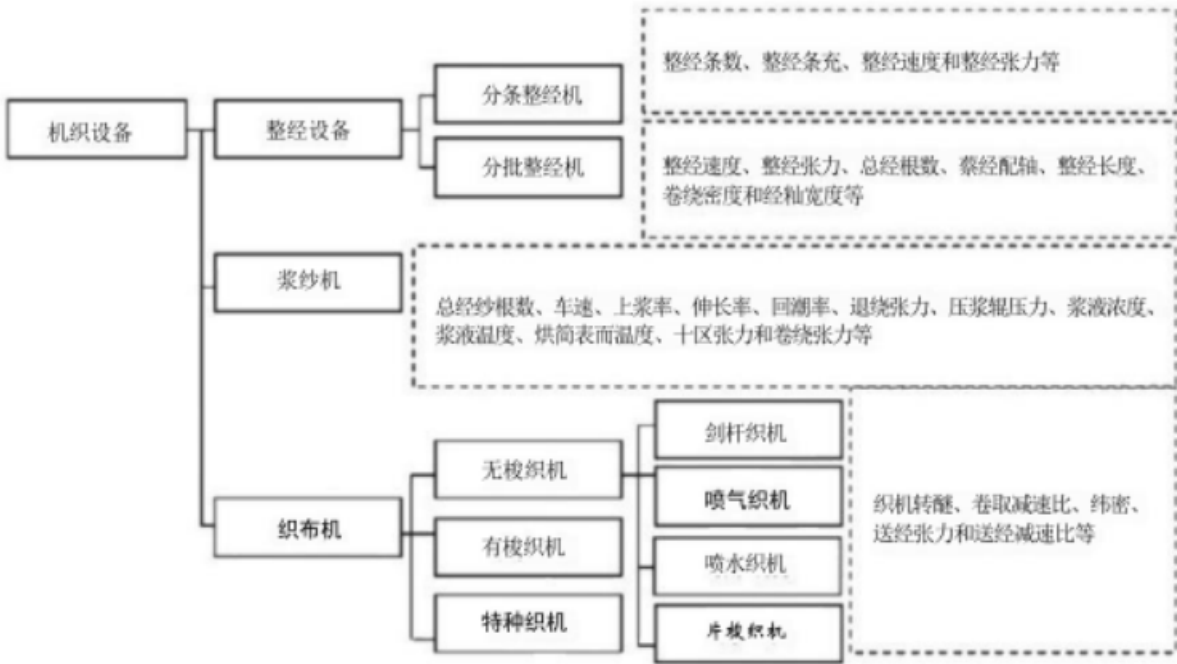 整经条数、整经条充、整经速度和整经张力等
分条整经机
机织设备
整经设备
分批整经机
整经速度、整经张力、总经根数、蔡经配轴、整经长度、
卷绕密度和经釉宽度等
浆纱机
总经纱根数、车速、上浆率、伸长率、回潮率、退绕张力、压浆辊压力、浆液浓度、
浆液温度、烘筒表而温度、十区张力和卷绕张力等
剑杆织机
无梭织机
喷气织机
织布机
有梭织机
喷水织机
特种织机
片梭织机
织机转醚、卷取减速比、纬密、
送经张力和送经减速比等